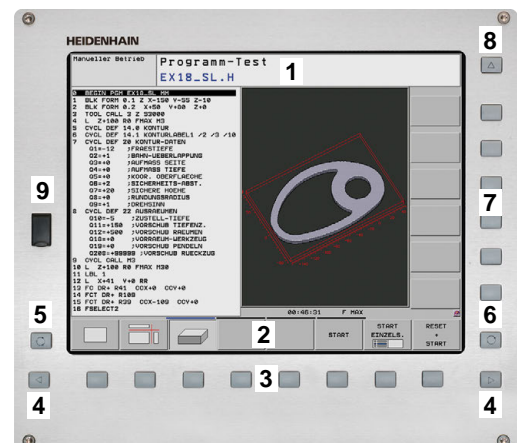 HEIDENHAIN
8
Manueller Betrieb
Programm-Test
EX18_SL.H
1
0 BEGIN PGM EX18_SL MM
1 BLK FORM 0.1 Z X-150 Y-55 Z-10
2 BLK FORM 0.2 X+50 Y+60 Z+0
3 TOOL CALL 3 Z S2000
4 L Z+100 R0 FMAX M3
5 CYCL DEF 14.0 KONTUR
6 CYCL DEF 14.1 KONTURLABEL1 /2 /3 /10
7 CYCL DEF 20 KONTUR-DATEN
Q1=-12 ;FRAESTIEFE
Q2=+1 ;BAHN-UEBERLAPPUNG
Q3=+0 ;AUFMASS SEITE
Q4=+0 ;AUFMASS TIEFE
Q5=+0 ;KOOR. OBERFLAECHE
Q6=+2 ;SICHERHEITS-ABST.
Q7=+20 ;SICHERE HOEHE
Q8=+0 ;RUNDUNGSRADIUS
Q9=+1 ;DREHSINN
8 CYCL DEF 22 AUSRAEUMEN
Q10=-5 ;ZUSTELL-TIEFE
Q11=+150 ;VORSCHUB TIEFENZ.
Q12=+500 ;VORSCHUB RAEUMEN
Q18=+0 ;VORRAEUM-WERKZEUG
Q19=+0 ;VORSCHUB PENDELN
Q208=+99999 ;VORSCHUB RUECKZUG
9 CYCL CALL M3
10 L Z+100 R0 FMAX M30
11 LBL 1
12 L X+41 Y+0 RR
13 FC DR+ R41 CCX+0 CCY+0
14 FCT DR+ R109
15 FCT DR+ R39 CCX-109 CCY+0
16 FSELECT2
9
7
00:46:31 F MAX
5
6
2
START
START
EINZELS.
RESET
+
START
3
4
4